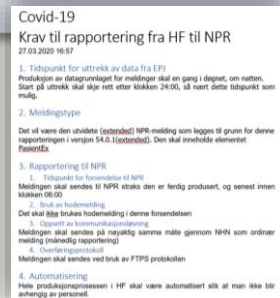 Covid-19
Krav til rapportering fra HF til NPR
27.03.2020 16:57
1. Tidspunkt for uttrekk av data fra EPJ
Produksjon av datagrunnlaget for meldinger skal en gang i døgnet, om natten.
Start på uttrekk skal skje rett etter klokken 24:00, så nært dette tidspunkt som
mulig.
2. Meldingstype
Det vil være den utvidete (extended) NPR-melding som legges til grunn for denne
rapporteringen i versjon 54.0.1(extended). Den skal inneholde elementet
PasientEx
3. Rapportering til NPR
1. Tidspunkt for forsendelse til NPR
Meldingen skal sendes til NPR straks den er ferdig produsert, og senest innen
klokken 06:00
2. Bruk av hodemelding
Det skal ikke brukes hodemelding i denne forsendelsen
3. Oppsett av kommunikasjonsløsning
Meldingen skal sendes på nøyaktig samme måte gjennom NHN som ordinær
melding (månedlig rapportering)
4. Overføringsprotokoll
Meldingen skal sendes ved bruk av FTPS protokollen
4. Automatisering
Hele produksjonsprosessen i HF skal være automatisert slik at man ikke blir
avhengig av personell.